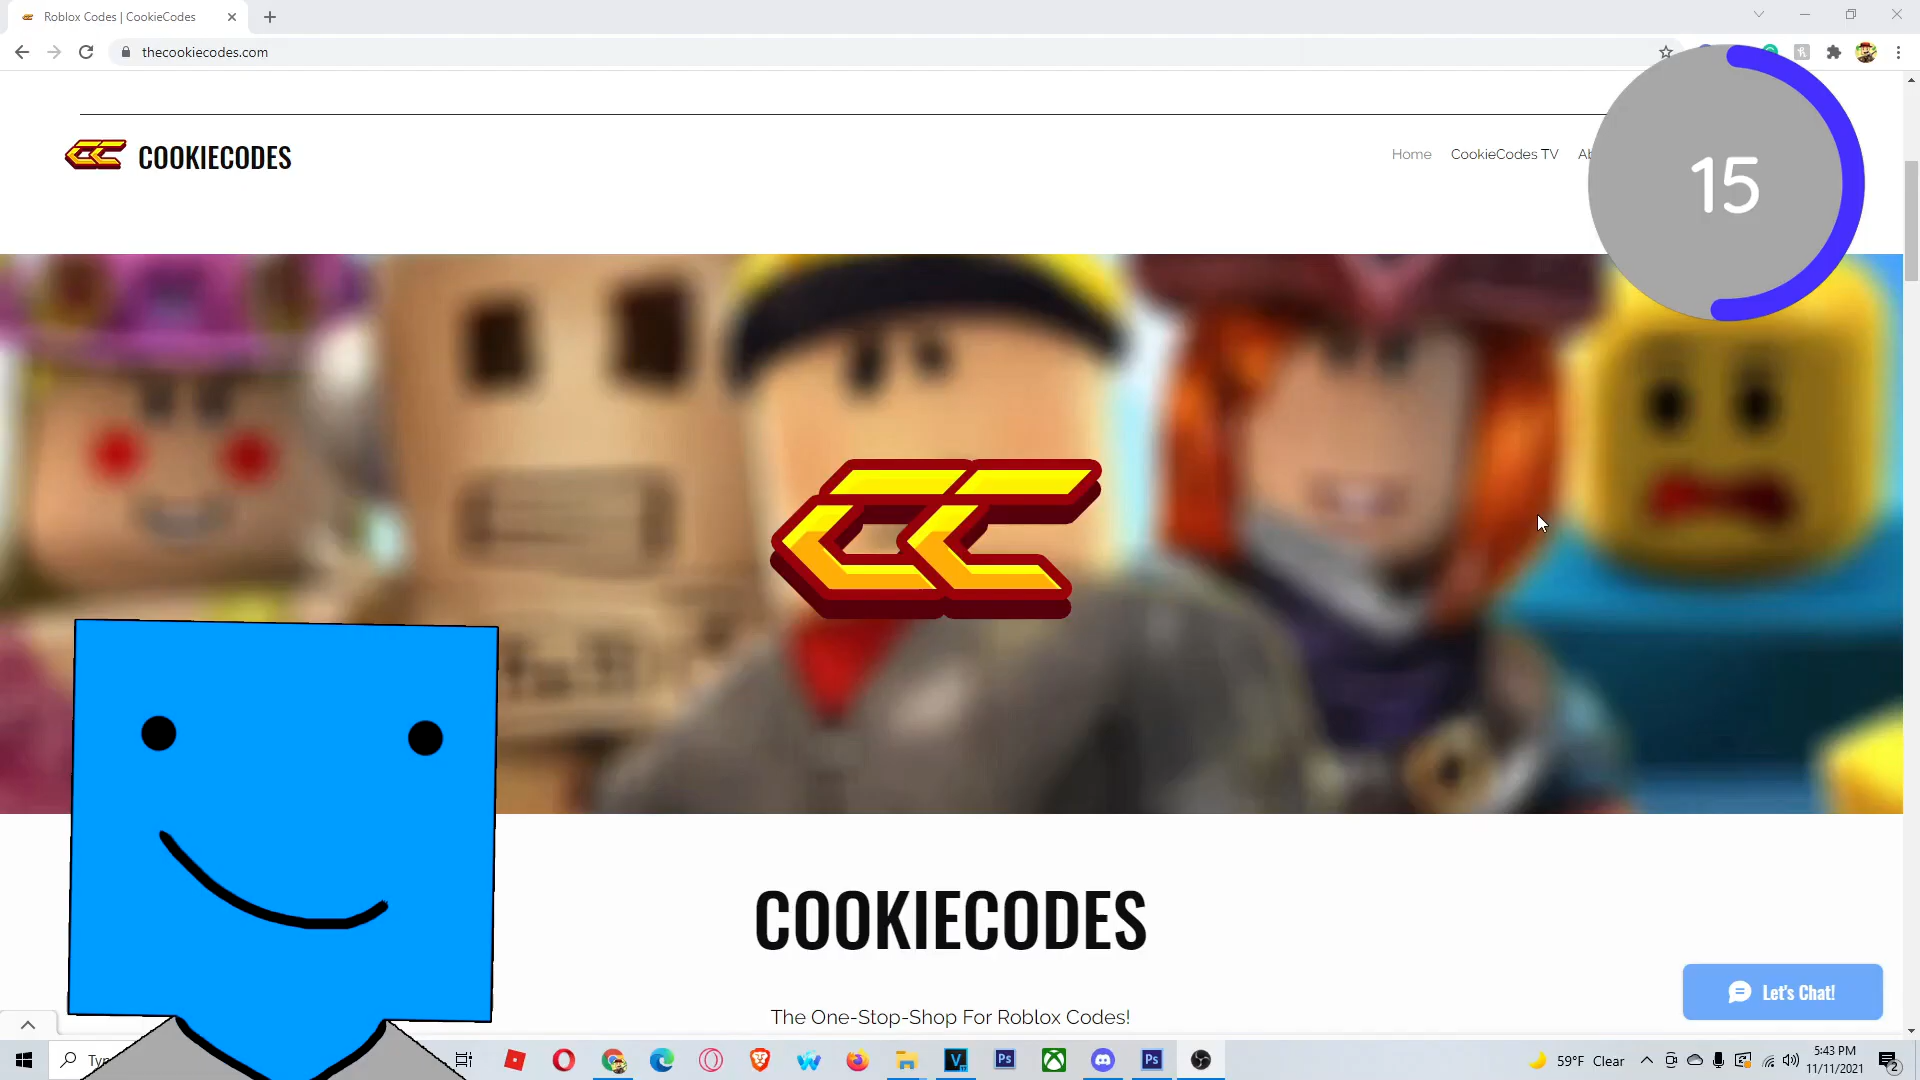 Roblox Codes | CookieCodes
thecookiecodes.com
COOKIECODES
Home
CookieCodes TV
15
CC
COOKIECODES
The One-Stop-Shop For Roblox Codes!
Let's Chat!
59°F Clear
5:43 PM
11/11/2021